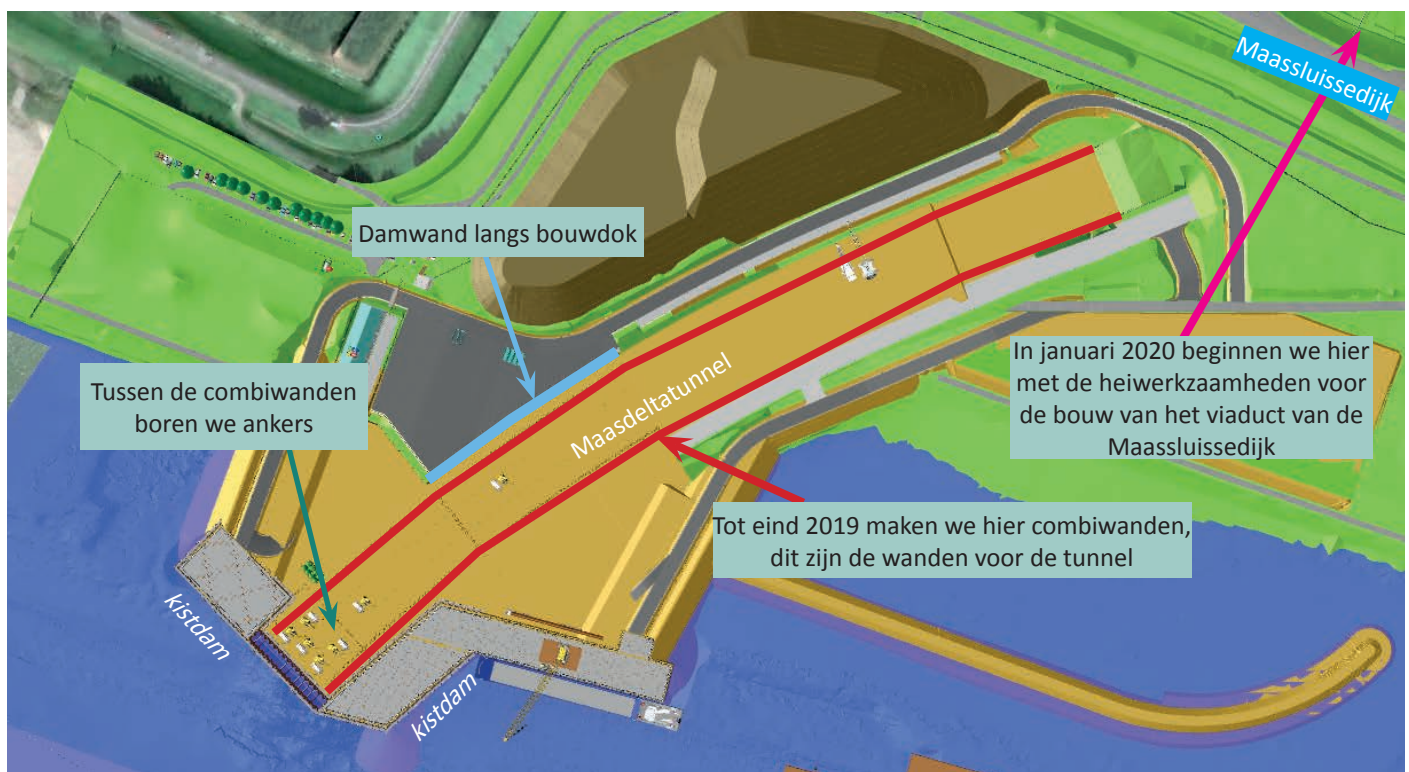 Maassluissedijk
Damwand langs bouwdok
Tussen de combiwanden
boren we ankers
Maasdeltatunnel
In januari 2020 beginnen we hier
met de heiwerkzaamheden voor
de bouw van het viaduct van de
Maassluissedijk
Tot eind 2019 maken we hier combiwanden,
dit zijn de wanden voor de tunnel
kistdam
kistdam